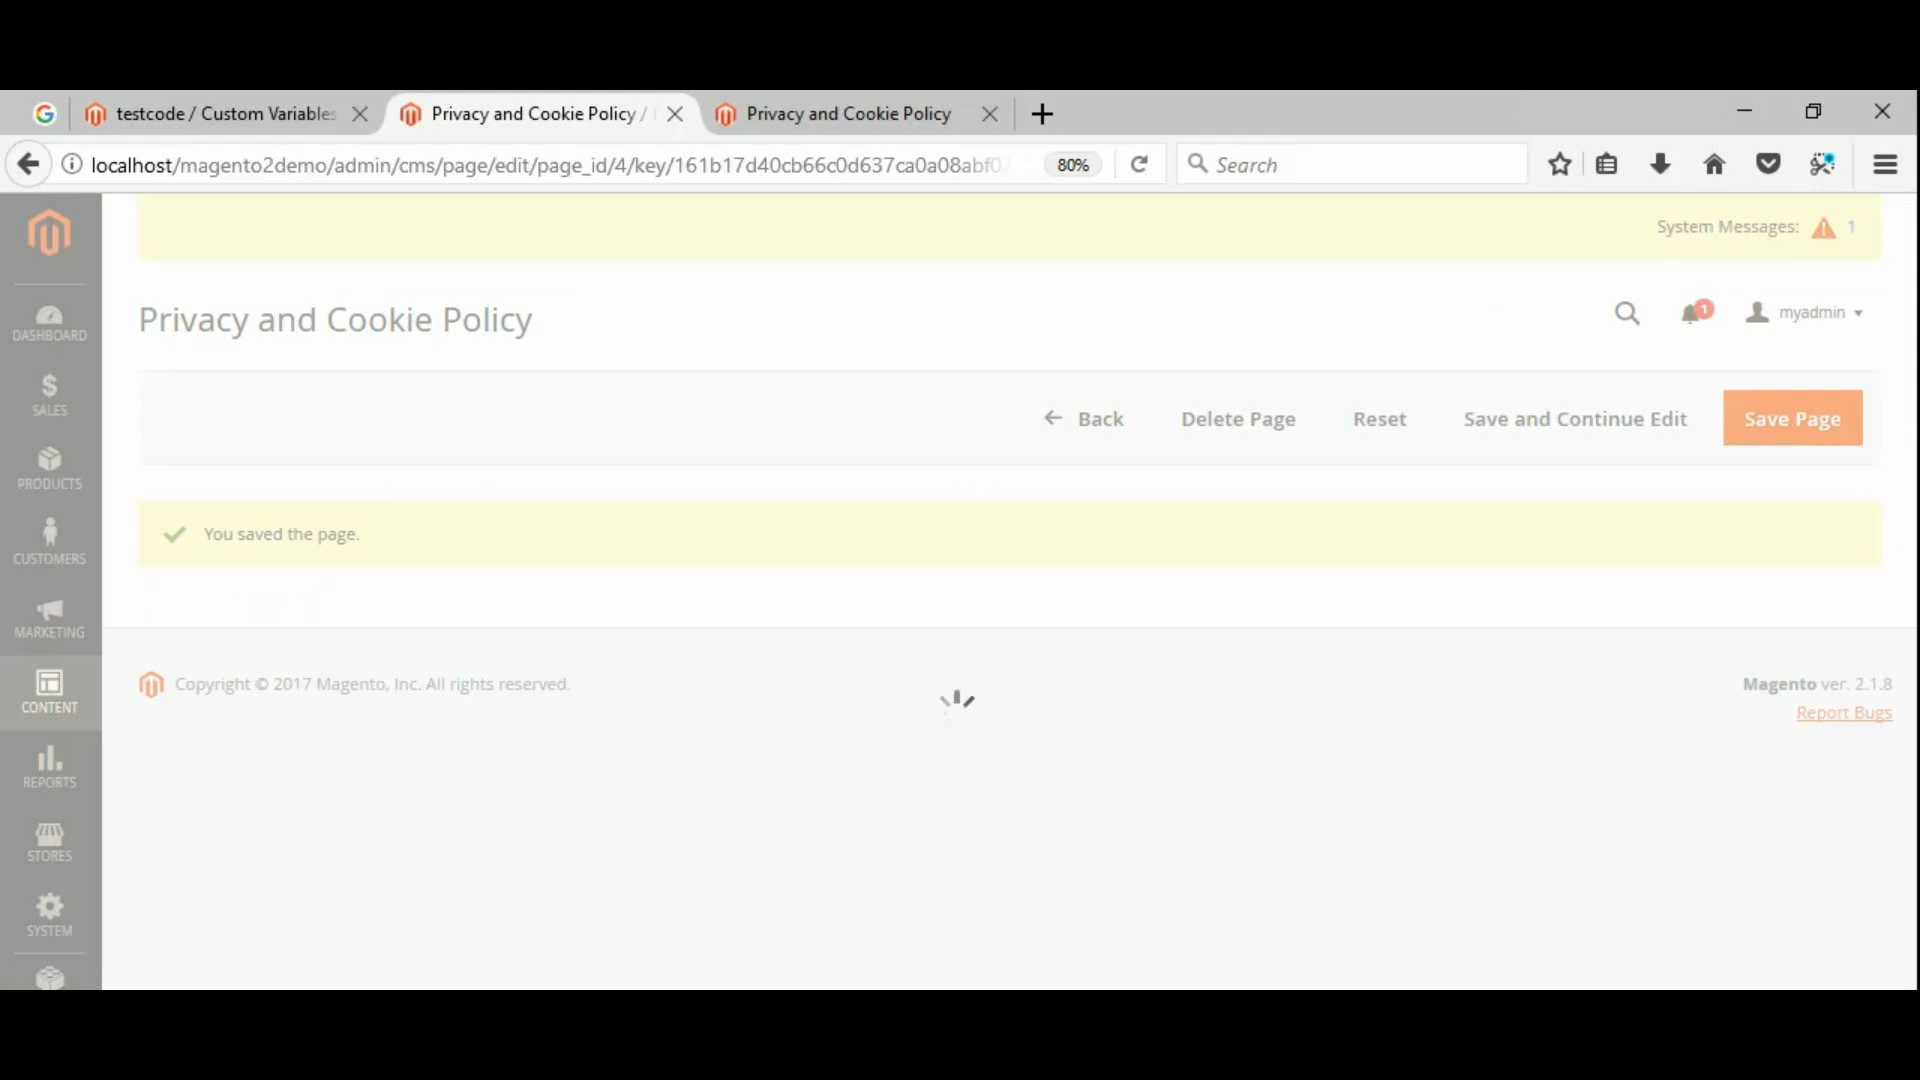 testcode / Custom Variables
Privacy and Cookie Policy /
Privacy and Cookie Policy
localhost/magento2demo/admin/cms/page/edit/page_id/4/key/161b17d40cb66c0d637ca0a08abf0
80%
Search
System Messages: 1
Privacy and Cookie Policy
1
myadmin
Back
Delete Page
Reset
Save and Continue Edit
Save Page
You saved the page.
DASHBOARD
$
SALES
PRODUCTS
CUSTOMERS
MARKETING
CONTENT
REPORTS
STORES
SYSTEM
Copyright © 2017 Magento, Inc. All rights reserved.
Magento ver. 2.1.8
Report Bugs